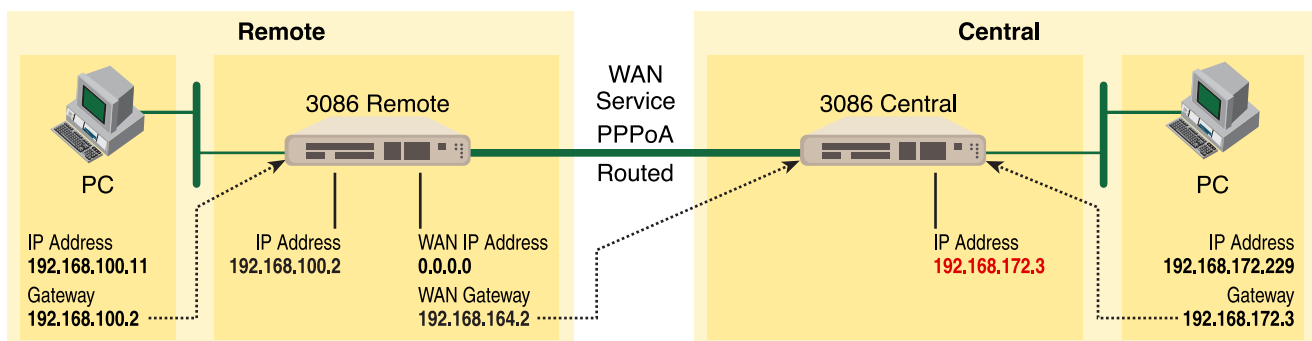 Remote
Central
3086 Remote
WAN
Service
PPPoA
Routed
3086 Central
PC
PC
IP Address
192.168.100.11
Gateway
192.168.100.2
IP Address
192.168.100.2
WAN IP Address
0.0.0.0
WAN Gateway
192.168.164.2
IP Address
192.168.172.3
IP Address
192.168.172.229
Gateway
192.168.172.3